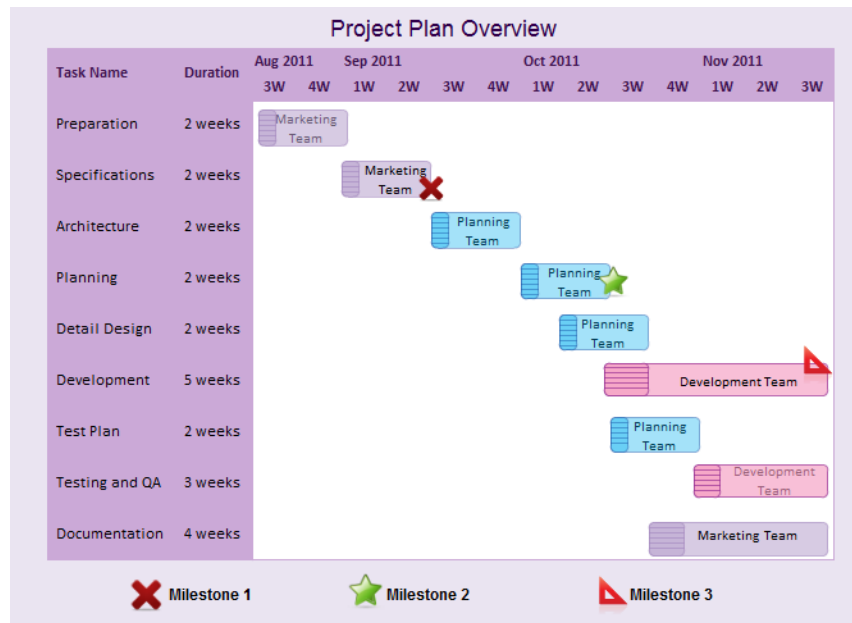 Project Plan Overview
Task Name Duration Aug 2011 Sep 2011 Oct 2011 Nov 2011
3W 4W 1W 2W 3W 4W 1W 2W 3W 4W 1W 2W 3W
Preparation 2 weeks Marketing
Team
Specifications 2 weeks Marketing
Team
Architecture 2 weeks Planning
Team
Planning 2 weeks Planning
Team
Detail Design 2 weeks Planning
Team
Development 5 weeks Development Team
Test Plan 2 weeks Planning
Team
Testing and QA 3 weeks Development
Team
Documentation 4 weeks Marketing Team
Milestone 1 Milestone 2 Milestone 3